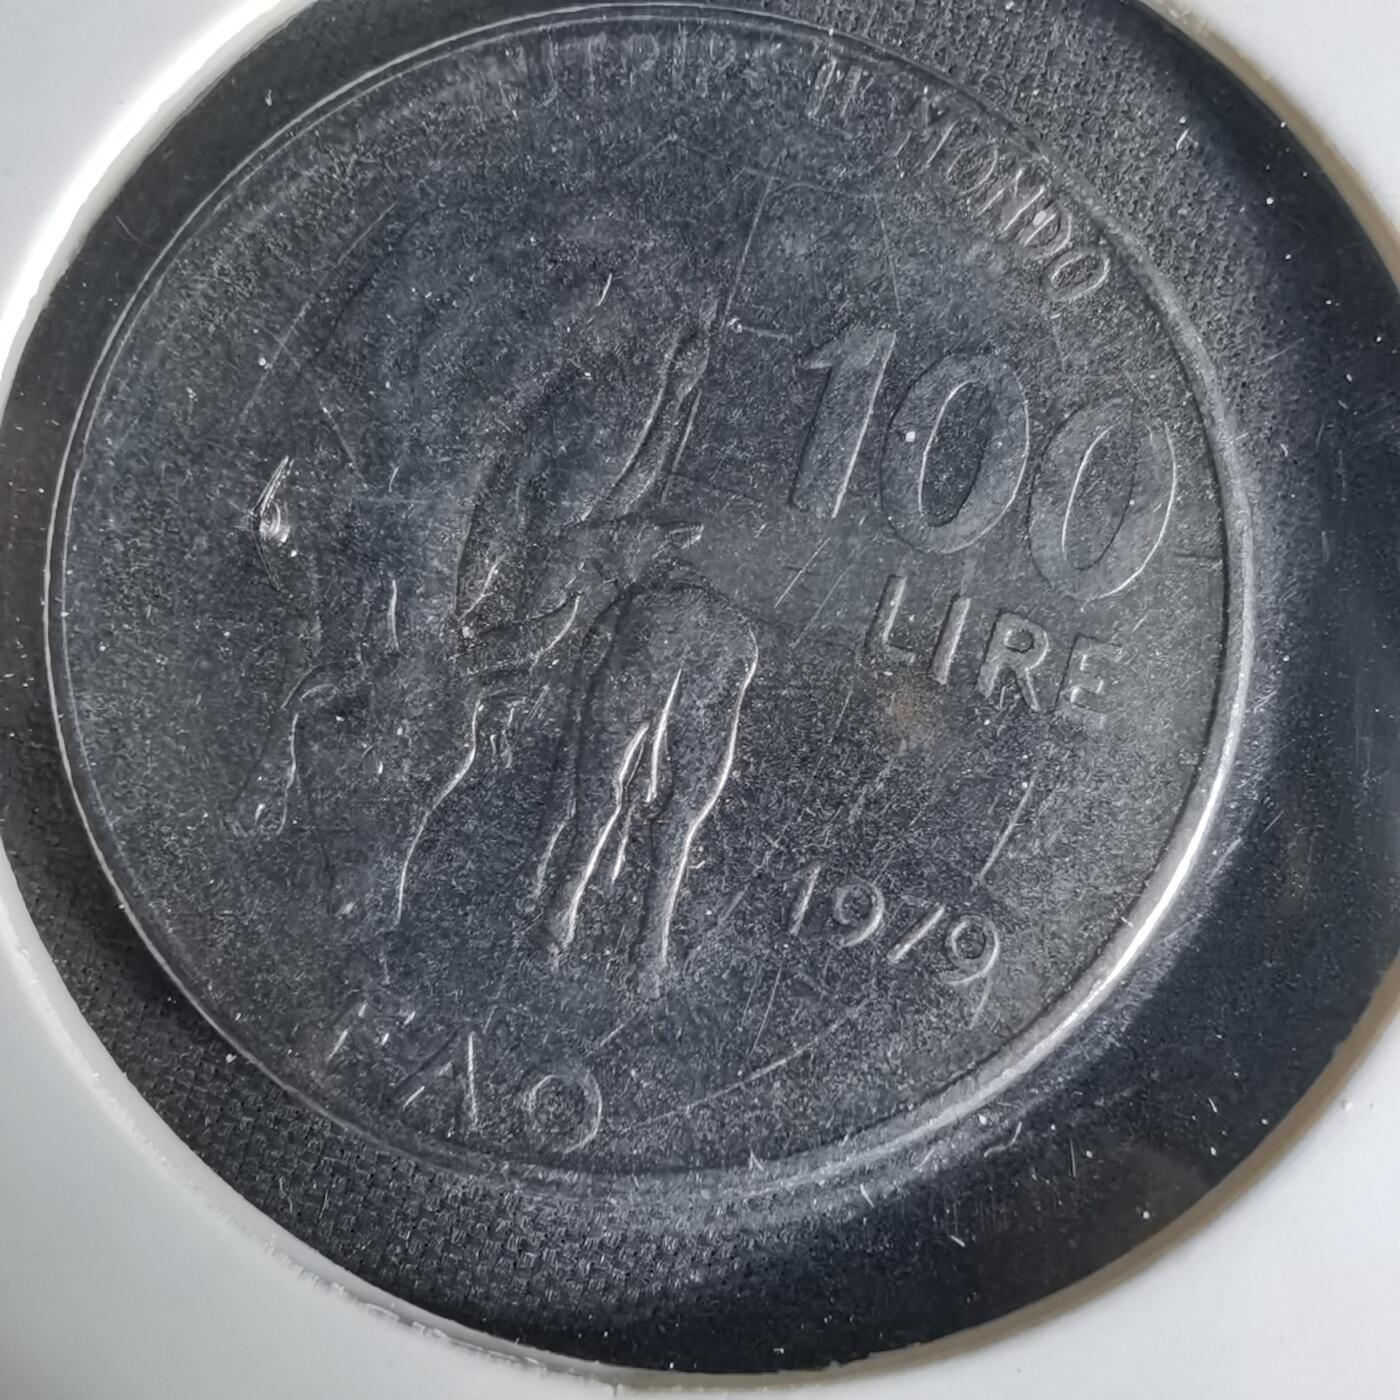 NUTRIRE IL MONDO
100
LIRE
1979
FAO